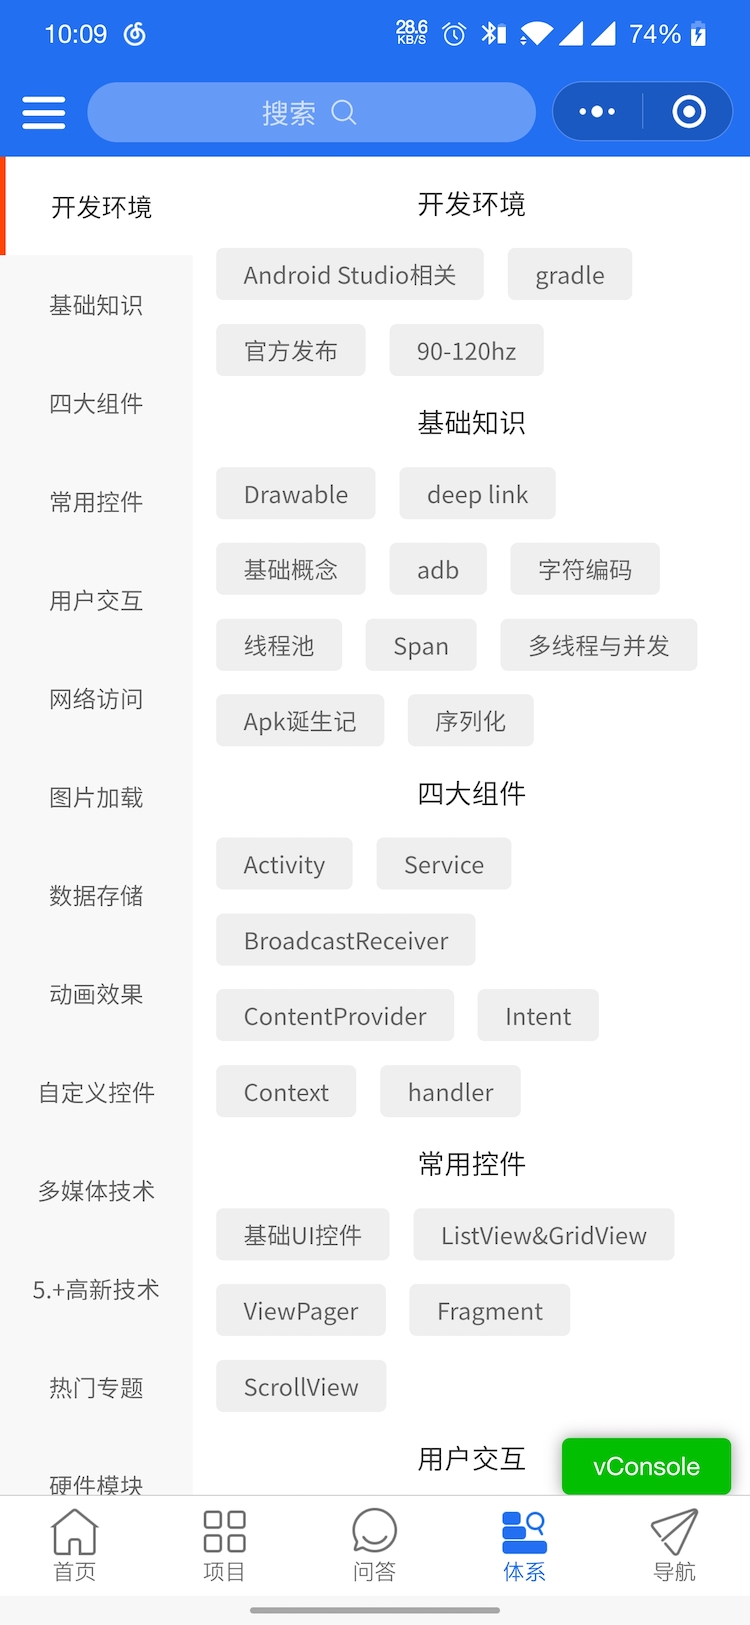 10:09 28.6 KB/S 74%
搜索
开发环境
基础知识
四大组件
常用控件
用户交互
网络访问
图片加载
数据存储
动画效果
自定义控件
多媒体技术
5.+高新技术
热门专题
硬件模块
开发环境
Android Studio相关 gradle
官方发布 90-120hz
基础知识
Drawable deep link
基础概念 adb 字符编码
线程池 Span 多线程与并发
Apk诞生记 序列化
四大组件
Activity Service
BroadcastReceiver
ContentProvider Intent
Context handler
常用控件
基础UI控件 ListView&GridView
ViewPager Fragment
ScrollView
用户交互
vConsole
首页 项目 问答 体系 导航